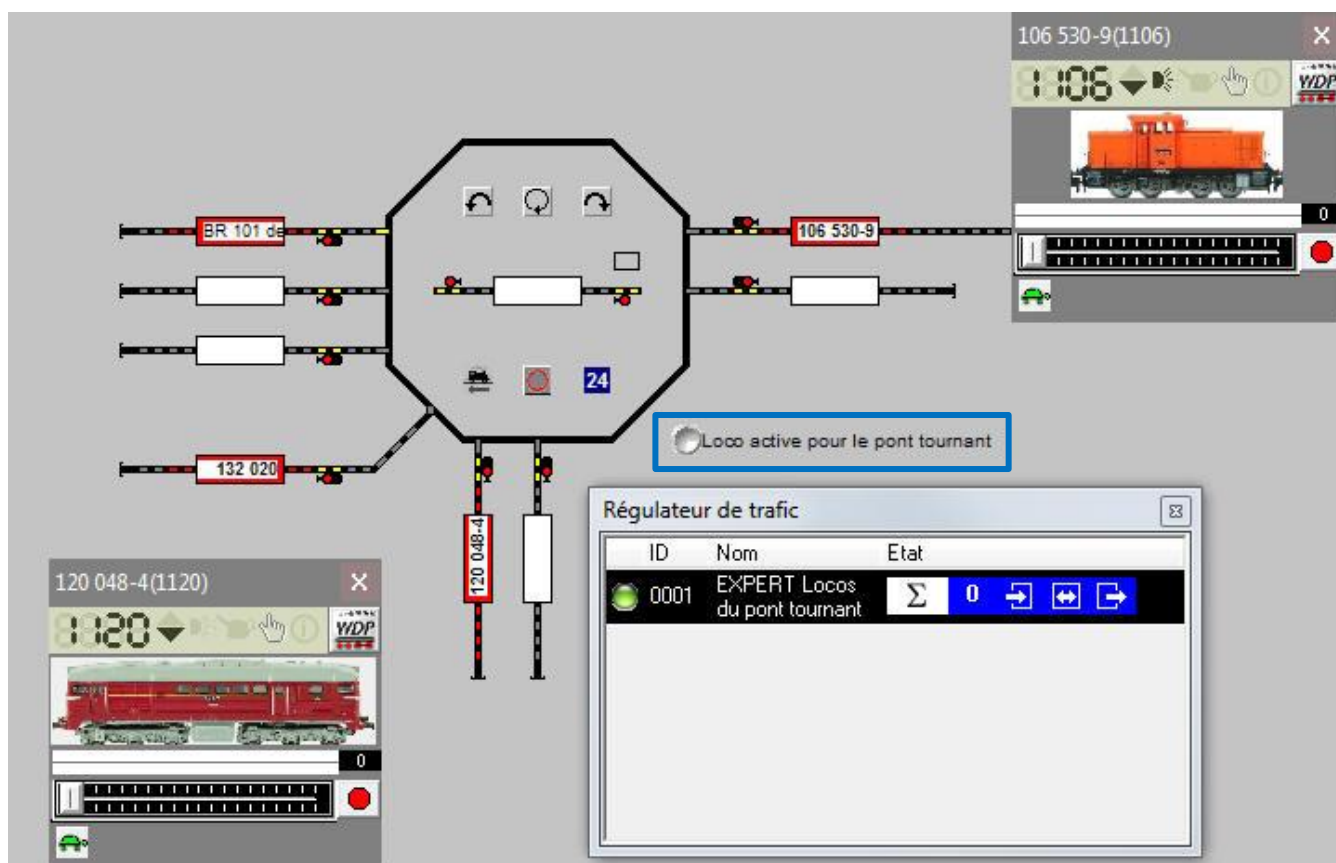 106 530-9(1106)
1106
WDP
0
BR 101 de
106 530-9
24
132 020
120 048-4
Loco active pour le pont tournant
Régulateur de trafic
ID Nom Etat
0001 EXPERT Locos
du pont tournant Σ 0
120 048-4(1120)
1120
WDP
0